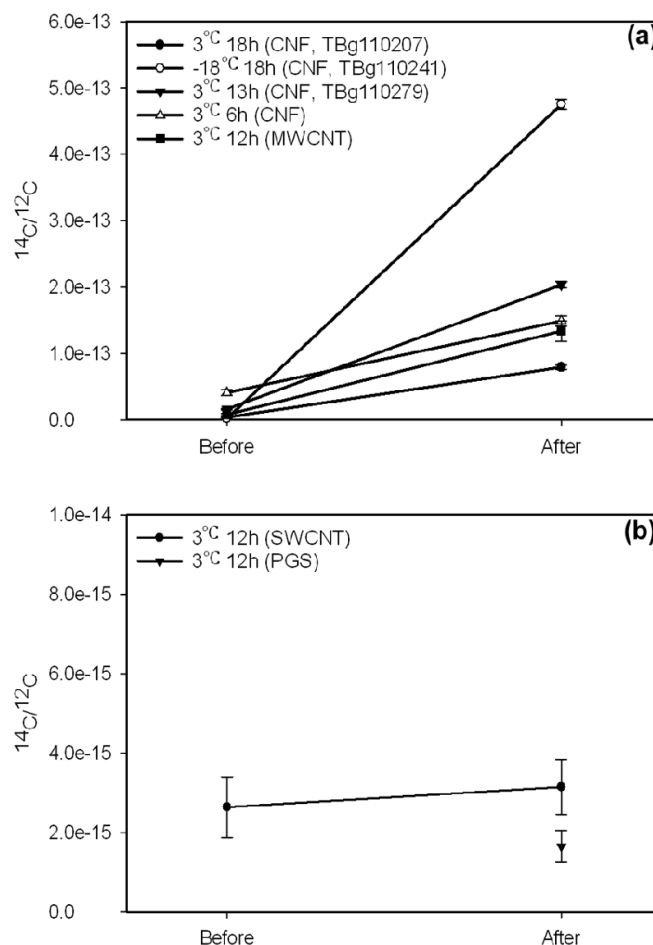 6.0e-13
(a)
3°C 18h (CNF, TBg110207)
-18°C 18h (CNF, TBg110241)
5.0e-13
3°C 13h (CNF, TBg110279)
3°C 6h (CNF)
4.0e-13
3°C 12h (MWCNT)
14C/12C
3.0e-13
2.0e-13
1.0e-13
0.0
Before After
1.0e-14
(b)
3°C 12h (SWCNT)
3°C 12h (PGS)
8.0e-15
14C/12C
6.0e-15
4.0e-15
2.0e-15
0.0
Before After